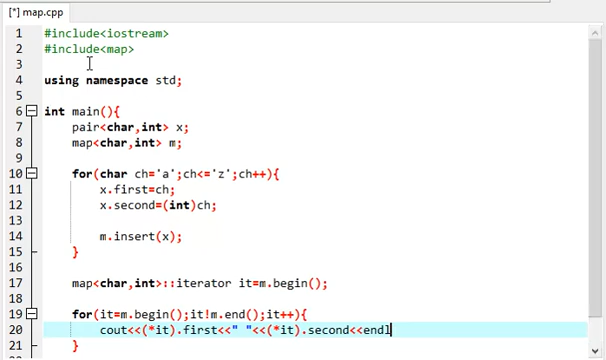 [*] map.cpp
1 #include<iostream>
2 #include<map>
3
4 using namespace std;
5
6 int main(){
7 pair<char,int> x;
8 map<char,int> m;
9
10 for(char ch='a';ch<='z';ch++){
11 x.first=ch;
12 x.second=(int)ch;
13
14 m.insert(x);
15 }
16
17 map<char,int>::iterator it=m.begin();
18
19 for(it=m.begin();it!m.end();it++){
20 cout<<(*it).first<<" "<<(*it).second<<endl
21 }